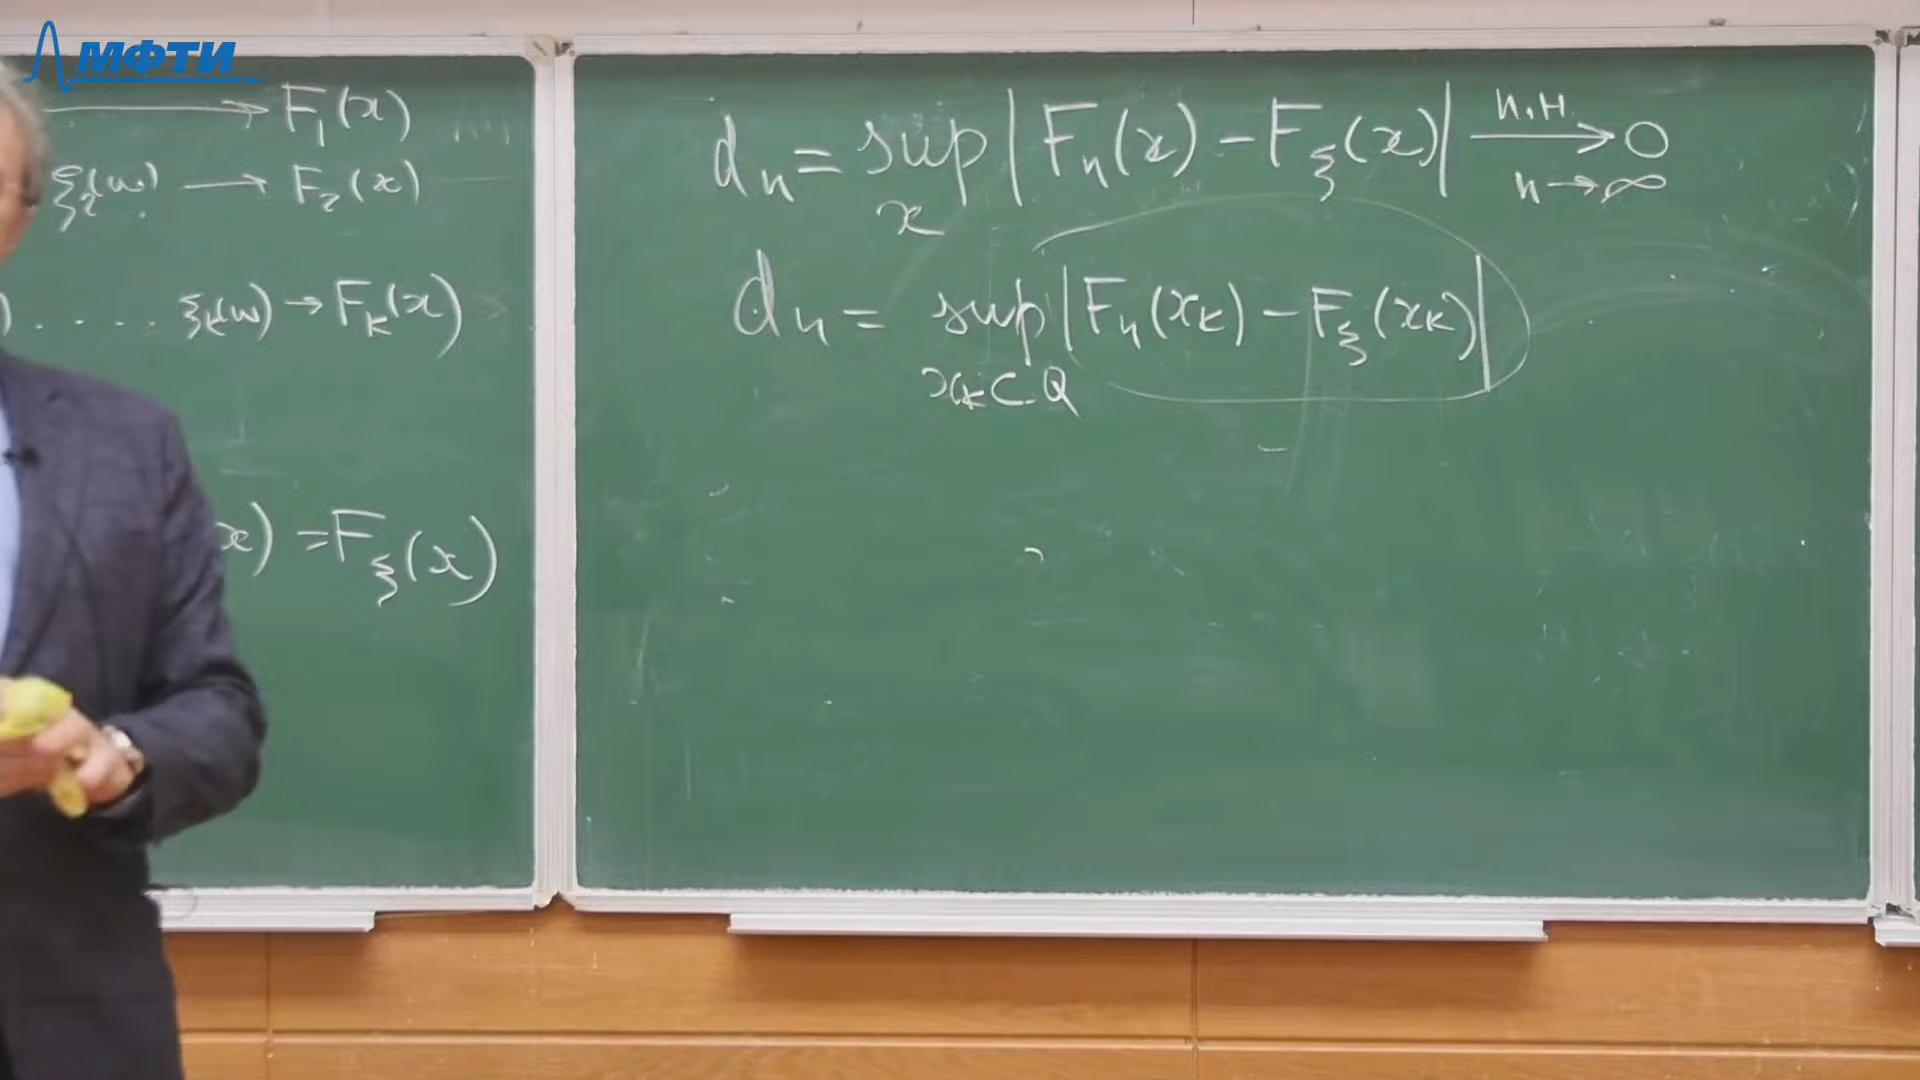 МФТИ
→ F₁(x)
ξ₂(ω) → F₂(x)
) . . . . ξₖ(ω) → Fₖ(x)
x) = F_ξ(x)
dₙ = sup | Fₙ(x) − F_ξ(x) | п.н. → 0
x n→∞
dₙ = sup | Fₙ(xₖ) − F_ξ(xₖ) |
xₖ ⊂ Q